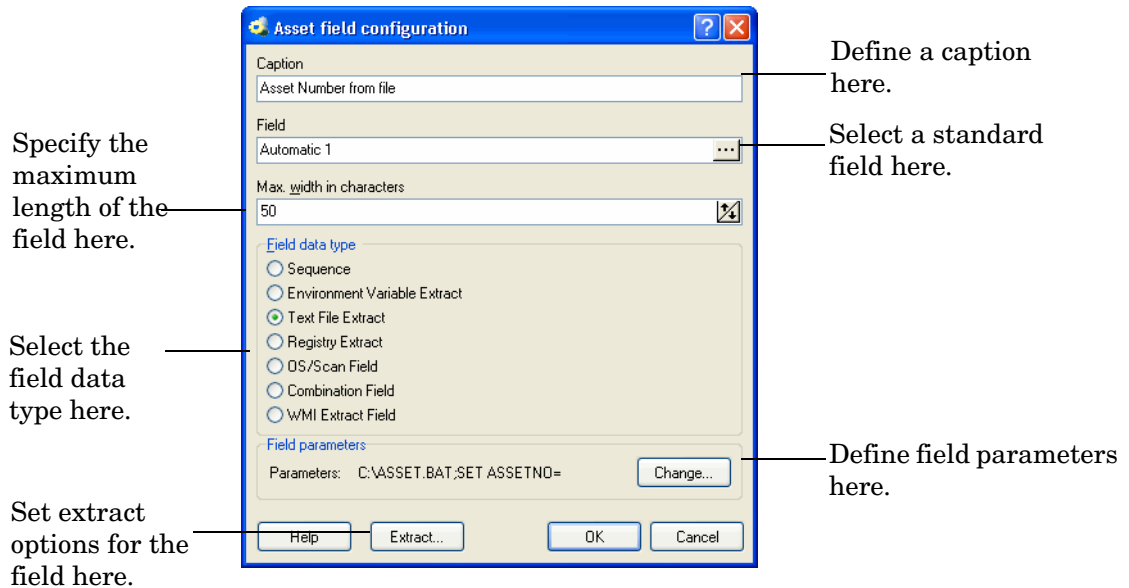 Asset field configuration
Caption
Asset Number from file
Define a caption
here.
Field
Automatic 1
...
Select a standard
field here.
Specify the
maximum
length of the
field here.
Max. width in characters
50
Field data type
Sequence
Environment Variable Extract
Text File Extract
Registry Extract
OS/Scan Field
Combination Field
WMI Extract Field
Select the
field data
type here.
Field parameters
Parameters: C:\ASSET.BAT;SET ASSETNO=
Change...
Define field parameters
here.
Set extract
options for the
field here.
Help
Extract...
OK
Cancel